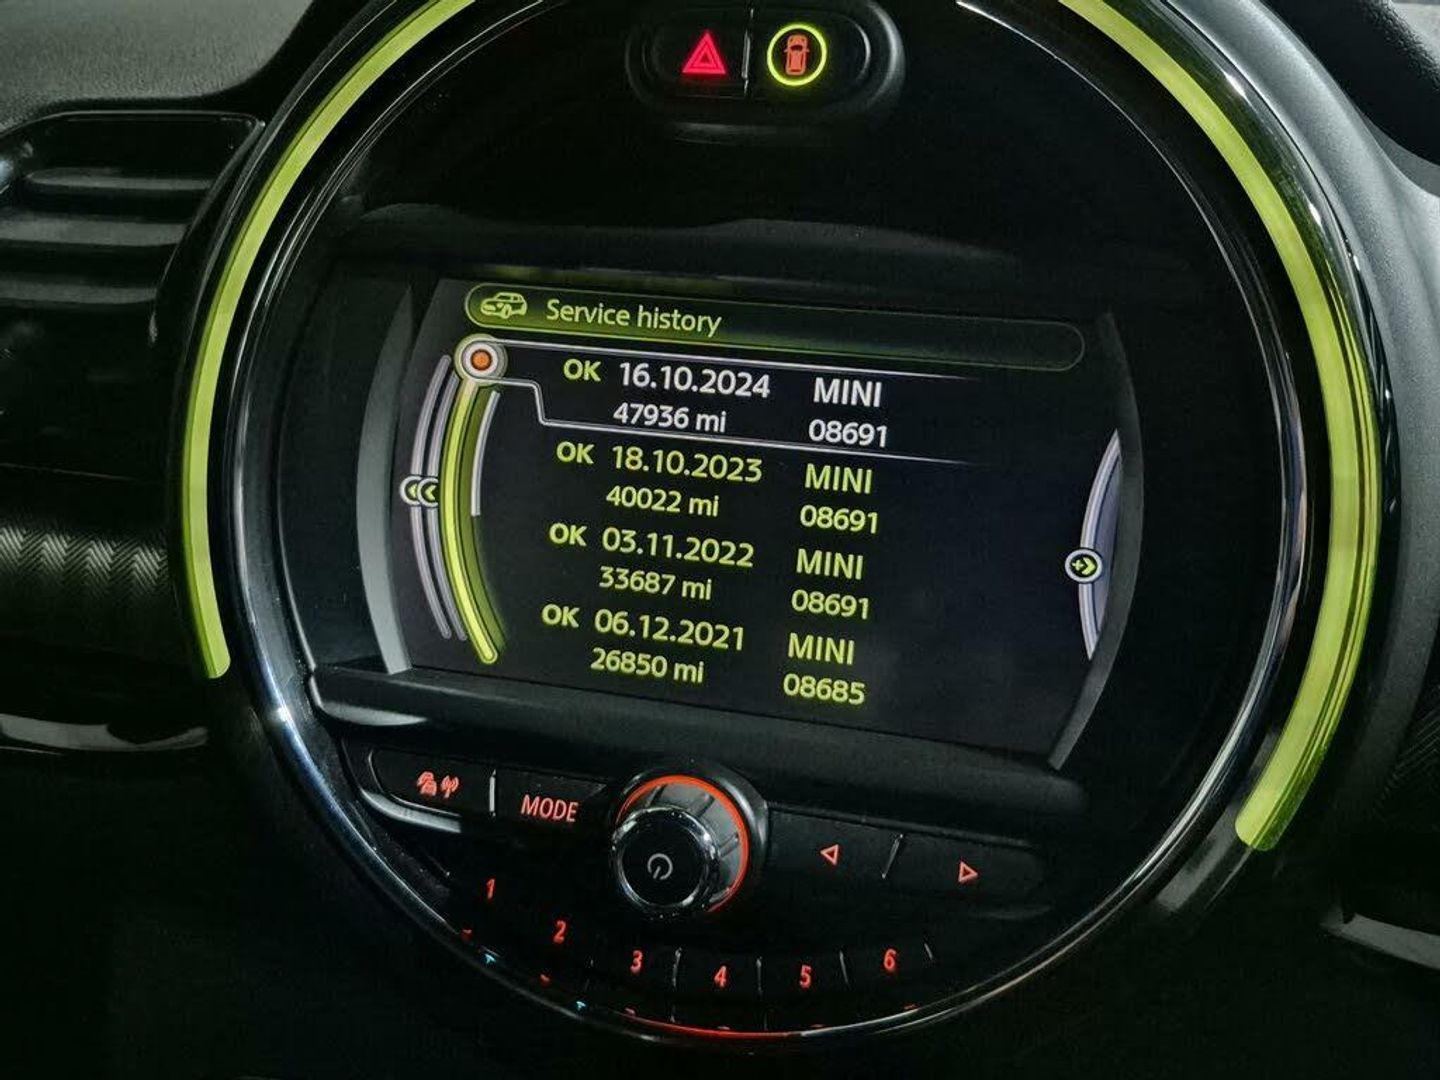 Service history
OK 16.10.2024 MINI
47936 mi 08691
OK 18.10.2023 MINI
40022 mi 08691
OK 03.11.2022 MINI
33687 mi 08691
OK 06.12.2021 MINI
26850 mi 08685
MODE
1 2 3 4 5 6